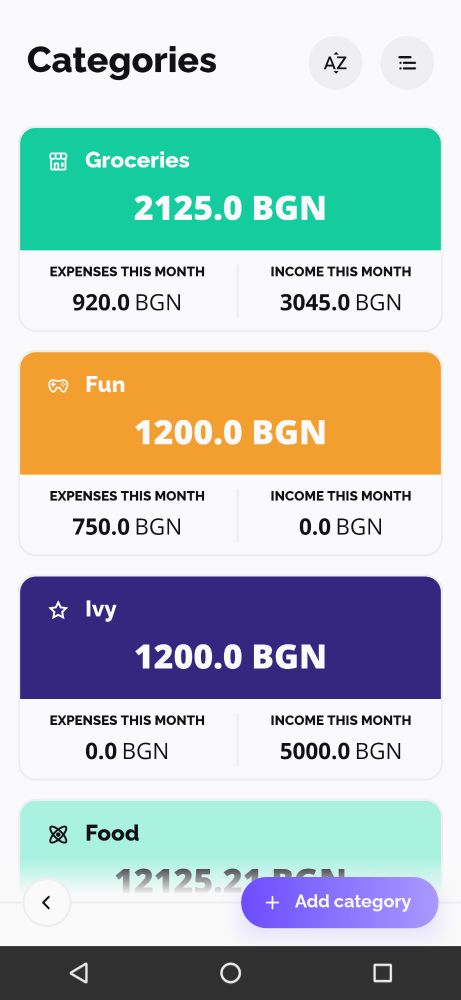 Categories
AZ
Groceries
2125.0 BGN
EXPENSES THIS MONTH INCOME THIS MONTH
920.0 BGN 3045.0 BGN
Fun
1200.0 BGN
EXPENSES THIS MONTH INCOME THIS MONTH
750.0 BGN 0.0 BGN
Ivy
1200.0 BGN
EXPENSES THIS MONTH INCOME THIS MONTH
0.0 BGN 5000.0 BGN
Food
12125.21 BGN
Add category